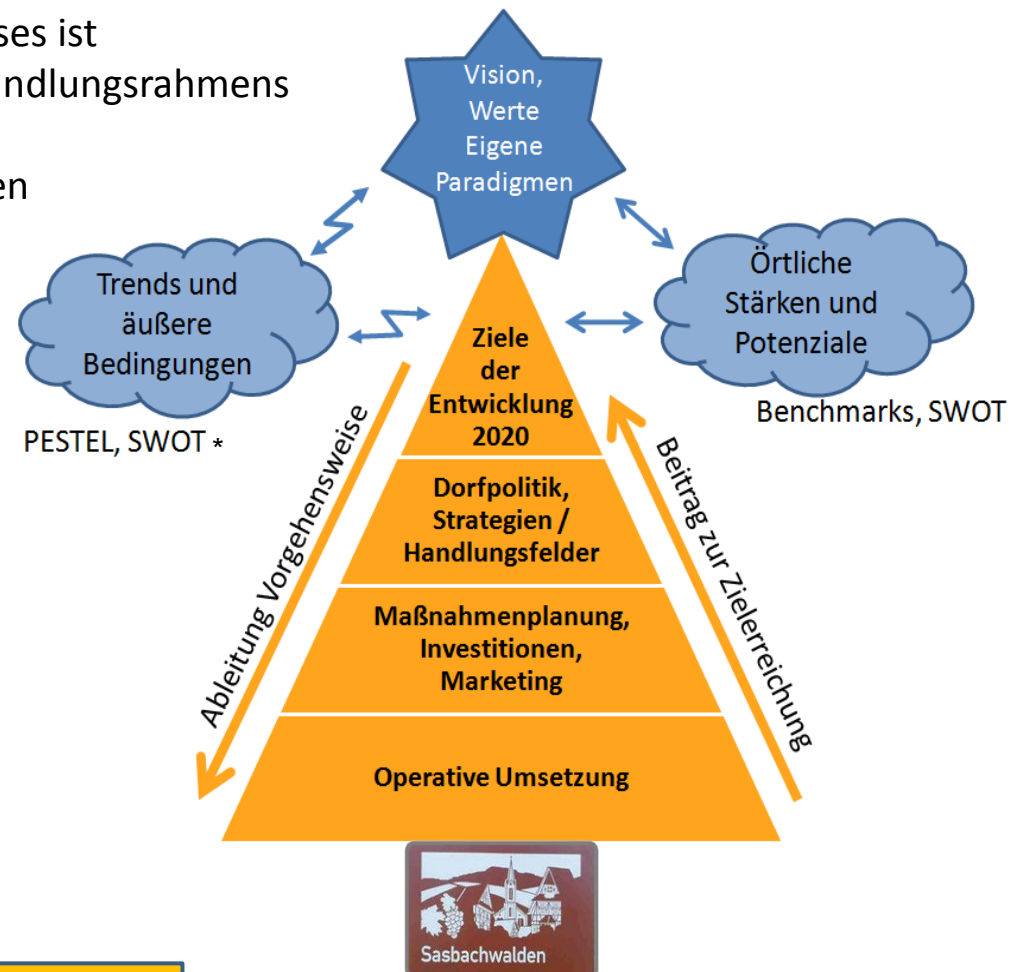 ses ist
ndlungsrahmens
en
Vision,
Werte
Eigene
Paradigmen
Trends und
äußere
Bedingungen
PESTEL, SWOT *
Örtliche
Stärken und
Potenziale
Benchmarks, SWOT
Ziele
der
Entwicklung
2020
Dorfpolitik,
Strategien /
Handlungsfelder
Maßnahmenplanung,
Investitionen,
Marketing
Operative Umsetzung
Ableitung Vorgehensweise
Beitrag zur Zielerreichung
Sasbachwalden